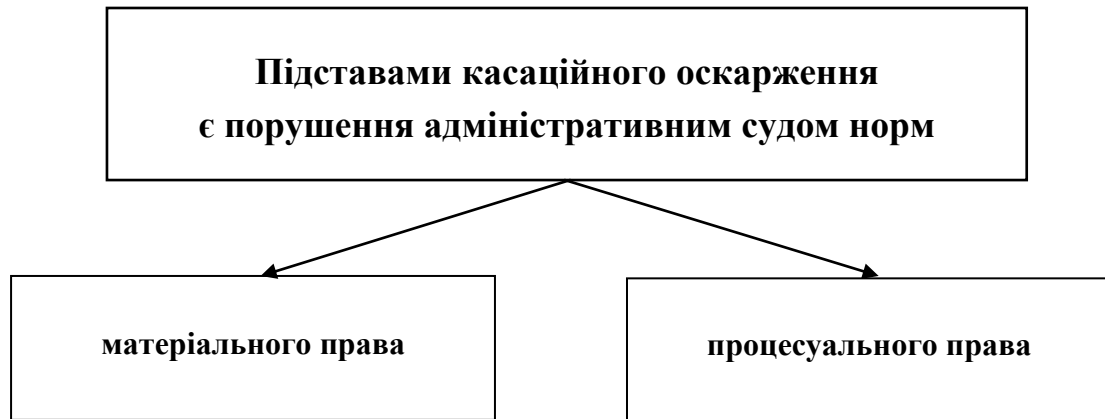 Підставами касаційного оскарження
є порушення адміністративним судом норм
матеріального права
процесуального права